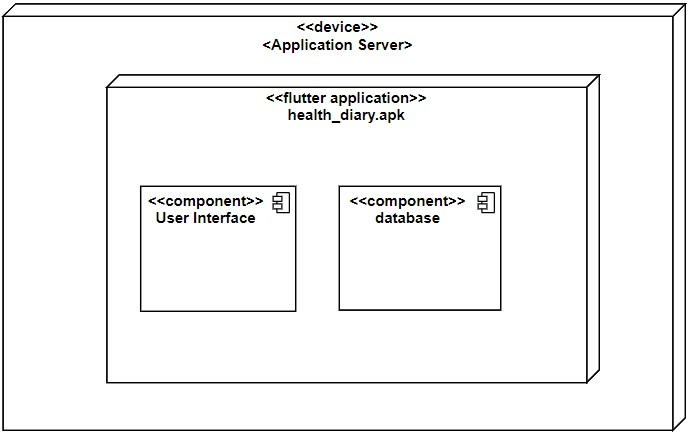 <<device>>
<Application Server>
<<flutter application>>
health_diary.apk
<<component>>
User Interface
<<component>>
database